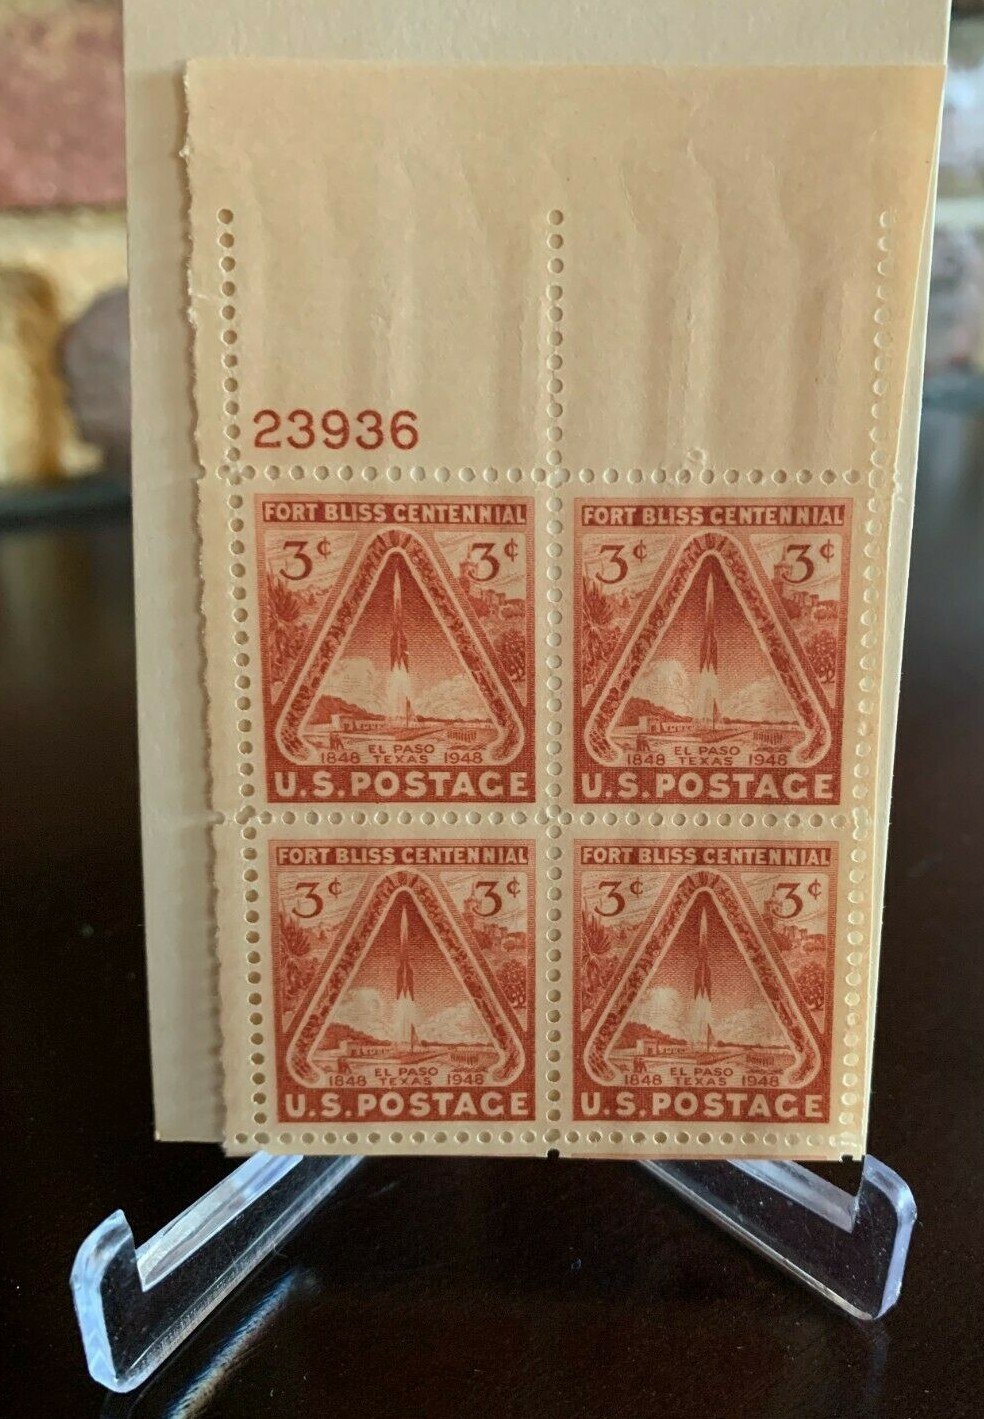 23936
FORT BLISS CENTENNIAL
3¢ 3¢
EL PASO
1848 TEXAS 1948
U.S. POSTAGE
FORT BLISS CENTENNIAL
3¢ 3¢
EL PASO
1848 TEXAS 1948
U.S. POSTAGE
FORT BLISS CENTENNIAL
3¢ 3¢
EL PASO
1848 TEXAS 1948
U.S. POSTAGE
FORT BLISS CENTENNIAL
3¢ 3¢
EL PASO
1848 TEXAS 1948
U.S. POSTAGE